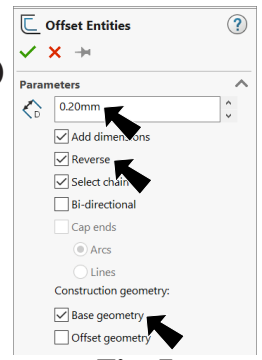 Offset Entities
?
Parameters
D
0.20mm
Add dimensions
Reverse
Select chain
Bi-directional
Cap ends
Arcs
Lines
Construction geometry:
Base geometry
Offset geometry